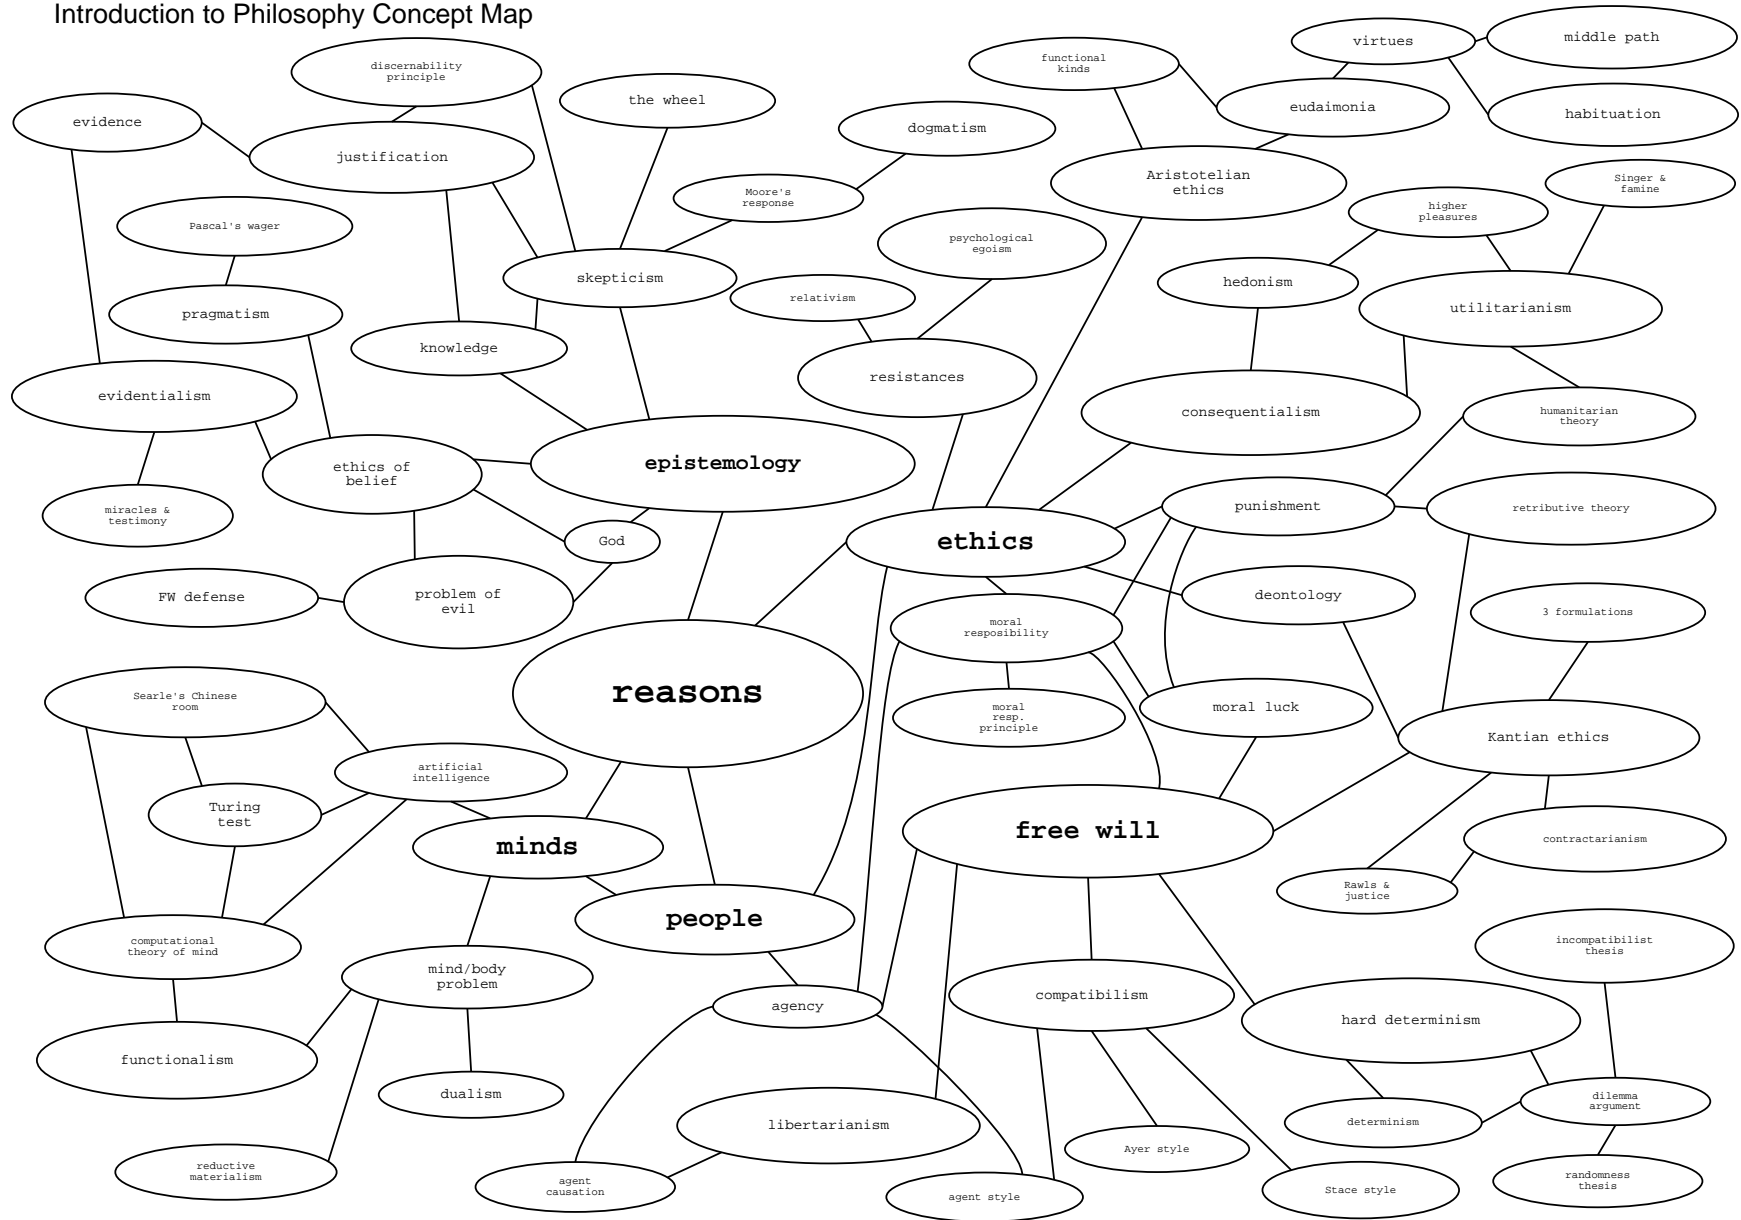 Introduction to Philosophy Concept Map
virtues
middle path
functional
kinds
discernability
principle
the wheel
eudaimonia
habituation
evidence
dogmatism
justification
Aristotelian
ethics
Singer &
famine
Moore's
response
higher
pleasures
Pascal's wager
psychological
egoism
skepticism
hedonism
relativism
utilitarianism
pragmatism
knowledge
resistances
evidentialism
consequentialism
humanitarian
theory
epistemology
ethics of
belief
punishment
retributive theory
miracles &
testimony
God
ethics
FW defense
problem of
evil
deontology
3 formulations
moral
resposibility
reasons
Searle's Chinese
room
moral
resp.
principle
moral luck
Kantian ethics
artificial
intelligence
Turing
test
free will
minds
contractarianism
Rawls &
justice
people
computational
theory of mind
incompatibilist
thesis
mind/body
problem
agency
compatibilism
hard determinism
functionalism
dualism
dilemma
argument
libertarianism
determinism
Ayer style
reductive
materialism
agent
causation
agent style
Stace style
randomness
thesis